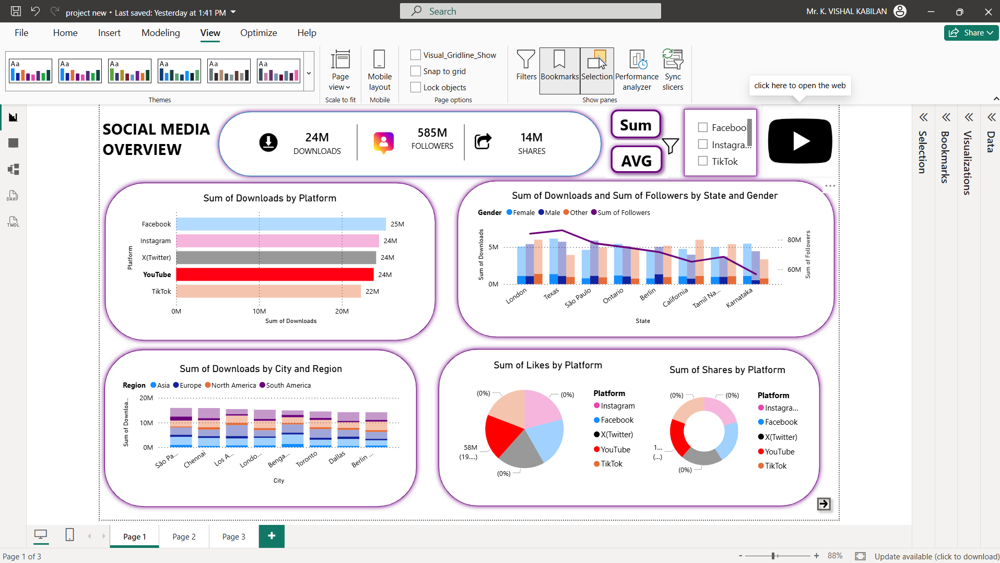 project new • Last saved: Yesterday at 1:41 PM
Search
Mr. K. VISHAL KABILAN
File Home Insert Modeling View Optimize Help
Share
Aa Aa Aa Aa Aa Aa
Themes
Page view
Scale to fit
Mobile layout
Mobile
Visual_Gridline_Show
Snap to grid
Lock objects
Page options
Filters
Bookmarks
Selection
Performance analyzer
Sync slicers
Show panes
click here to open the web
SOCIAL MEDIA
OVERVIEW
24M
DOWNLOADS
585M
FOLLOWERS
14M
SHARES
Sum
AVG
Faceboo
Instagra...
TikTok
Selection
Bookmarks
Visualizations
Data
DAX
TMDL
Sum of Downloads by Platform
Platform
Facebook 25M
Instagram 24M
X(Twitter) 24M
YouTube 24M
TikTok 22M
0M 10M 20M
Sum of Downloads
Sum of Downloads and Sum of Followers by State and Gender
Gender Female Male Other Sum of Followers
Sum of Downloads
5M
0M
80M
60M
Sum of Followers
London Texas São Paulo Ontario Berlin California Tamil Na... Karnataka
State
Sum of Downloads by City and Region
Region Asia Europe North America South America
Sum of Downloa...
20M
10M
0M
São Pa... Chennai Los A... Londo... Benga... Toronto Dallas Berlin ...
City
Sum of Likes by Platform
(0%)
(0%)
58M
(19....)
(0%)
Platform
Instagram
Facebook
X(Twitter)
YouTube
TikTok
Sum of Shares by Platform
(0%)
(0%)
1...
(...)
(0%)
Platform
Instagra...
Facebook
X(Twitter)
YouTube
TikTok
Page 1 Page 2 Page 3
Page 1 of 3
- + 88%
Update available (click to download)